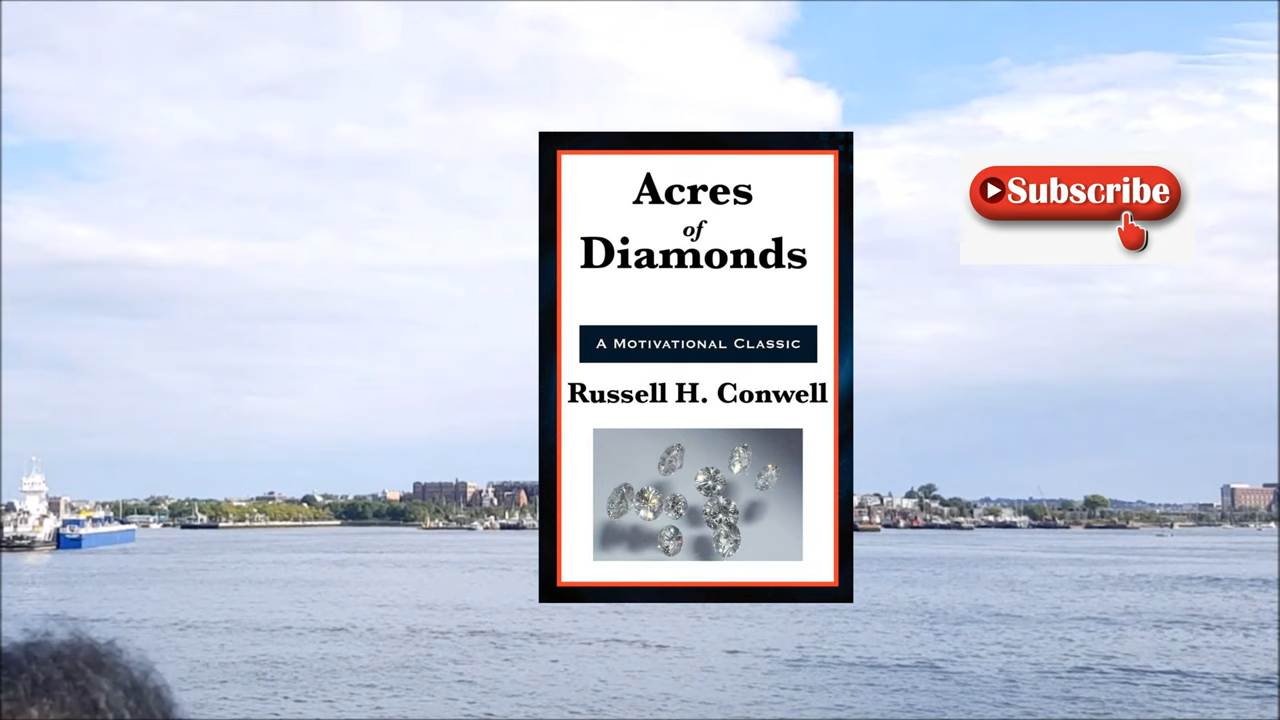 Acres
of
Diamonds
A Motivational Classic
Russell H. Conwell
Subscribe